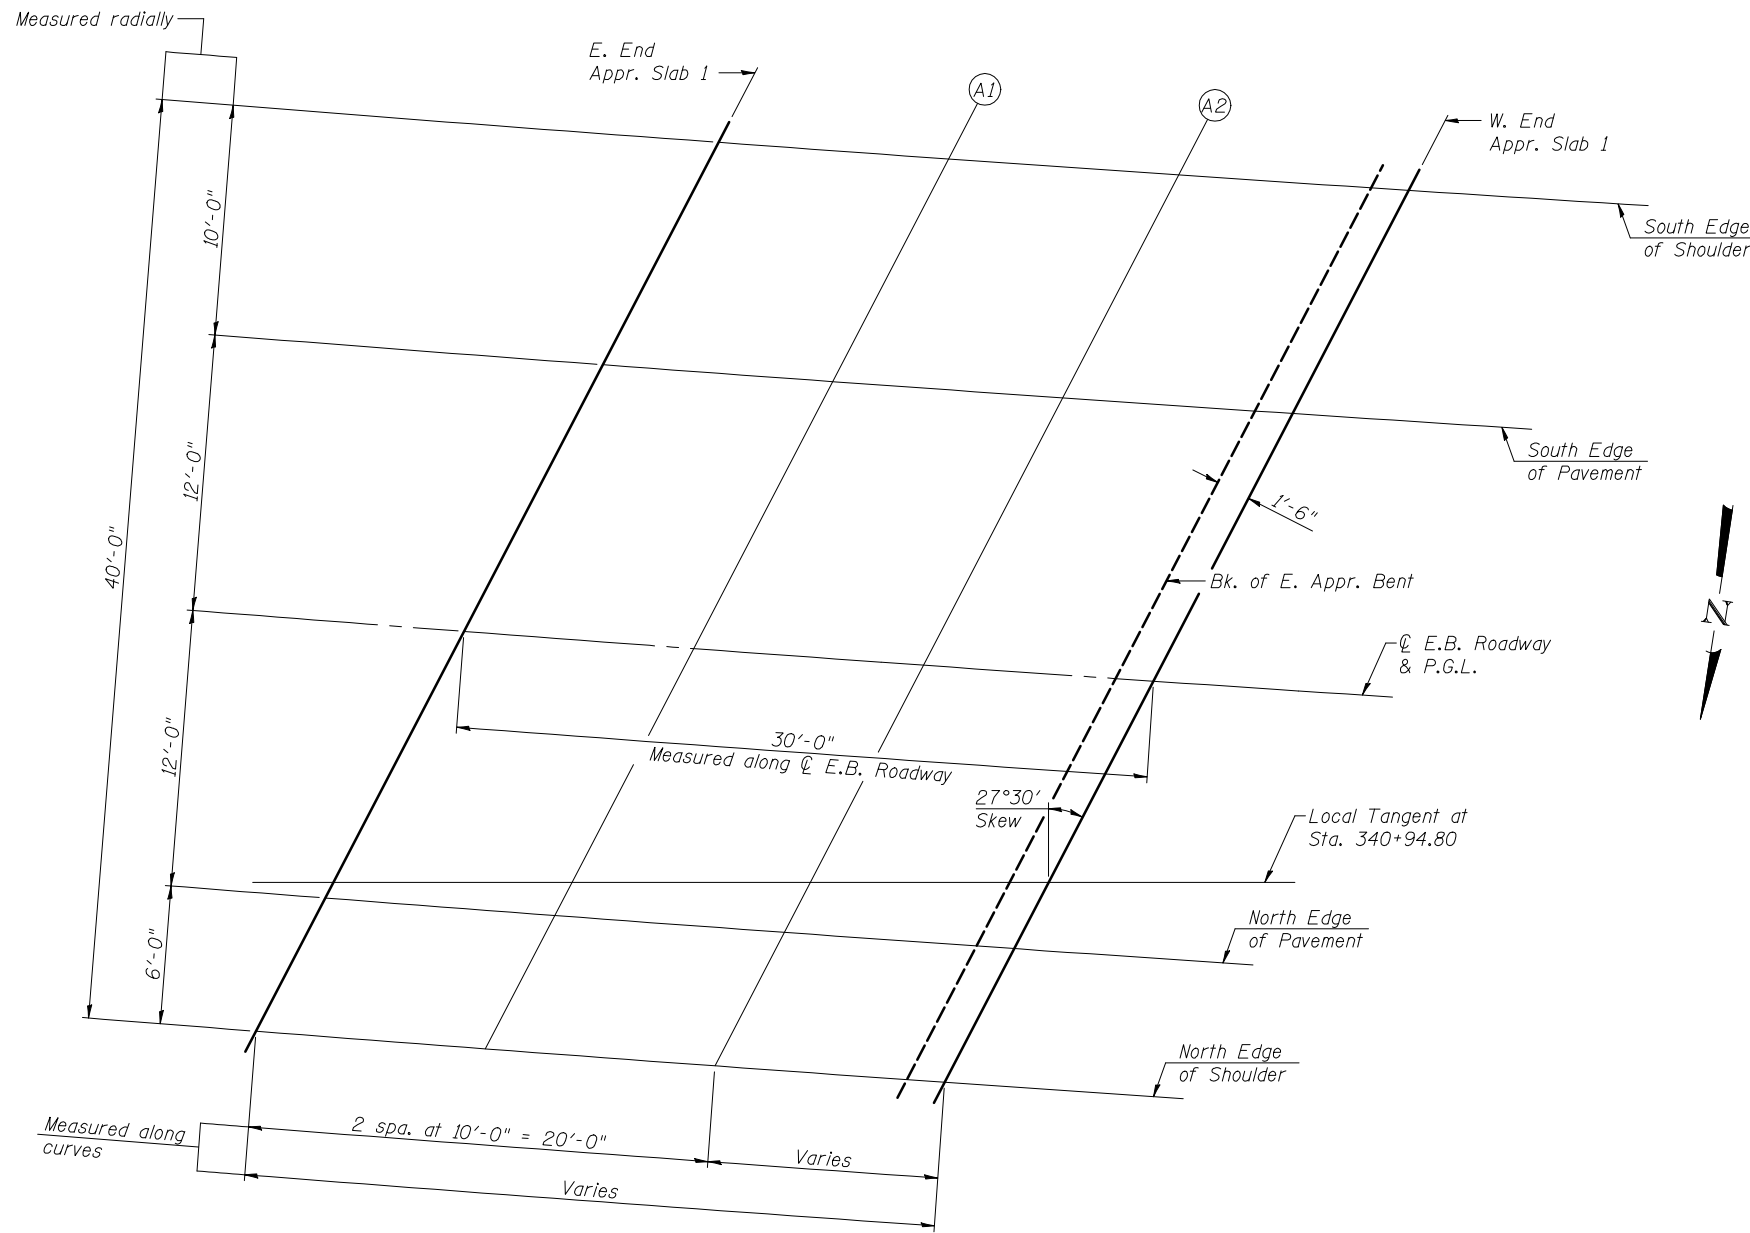 Measured radially
E. End
Appr. Slab 1
A1
A2
W. End
Appr. Slab 1
10'-0"
South Edge
of Shoulder
12'-0"
South Edge
of Pavement
40'-0"
1'-6"
Bk. of E. Appr. Bent
N
℄ E.B. Roadway
& P.G.L.
12'-0"
30'-0"
Measured along ℄ E.B. Roadway
27°30'
Skew
Local Tangent at
Sta. 340+94.80
6'-0"
North Edge
of Pavement
North Edge
of Shoulder
Measured along
curves
2 spa. at 10'-0" = 20'-0"
Varies
Varies